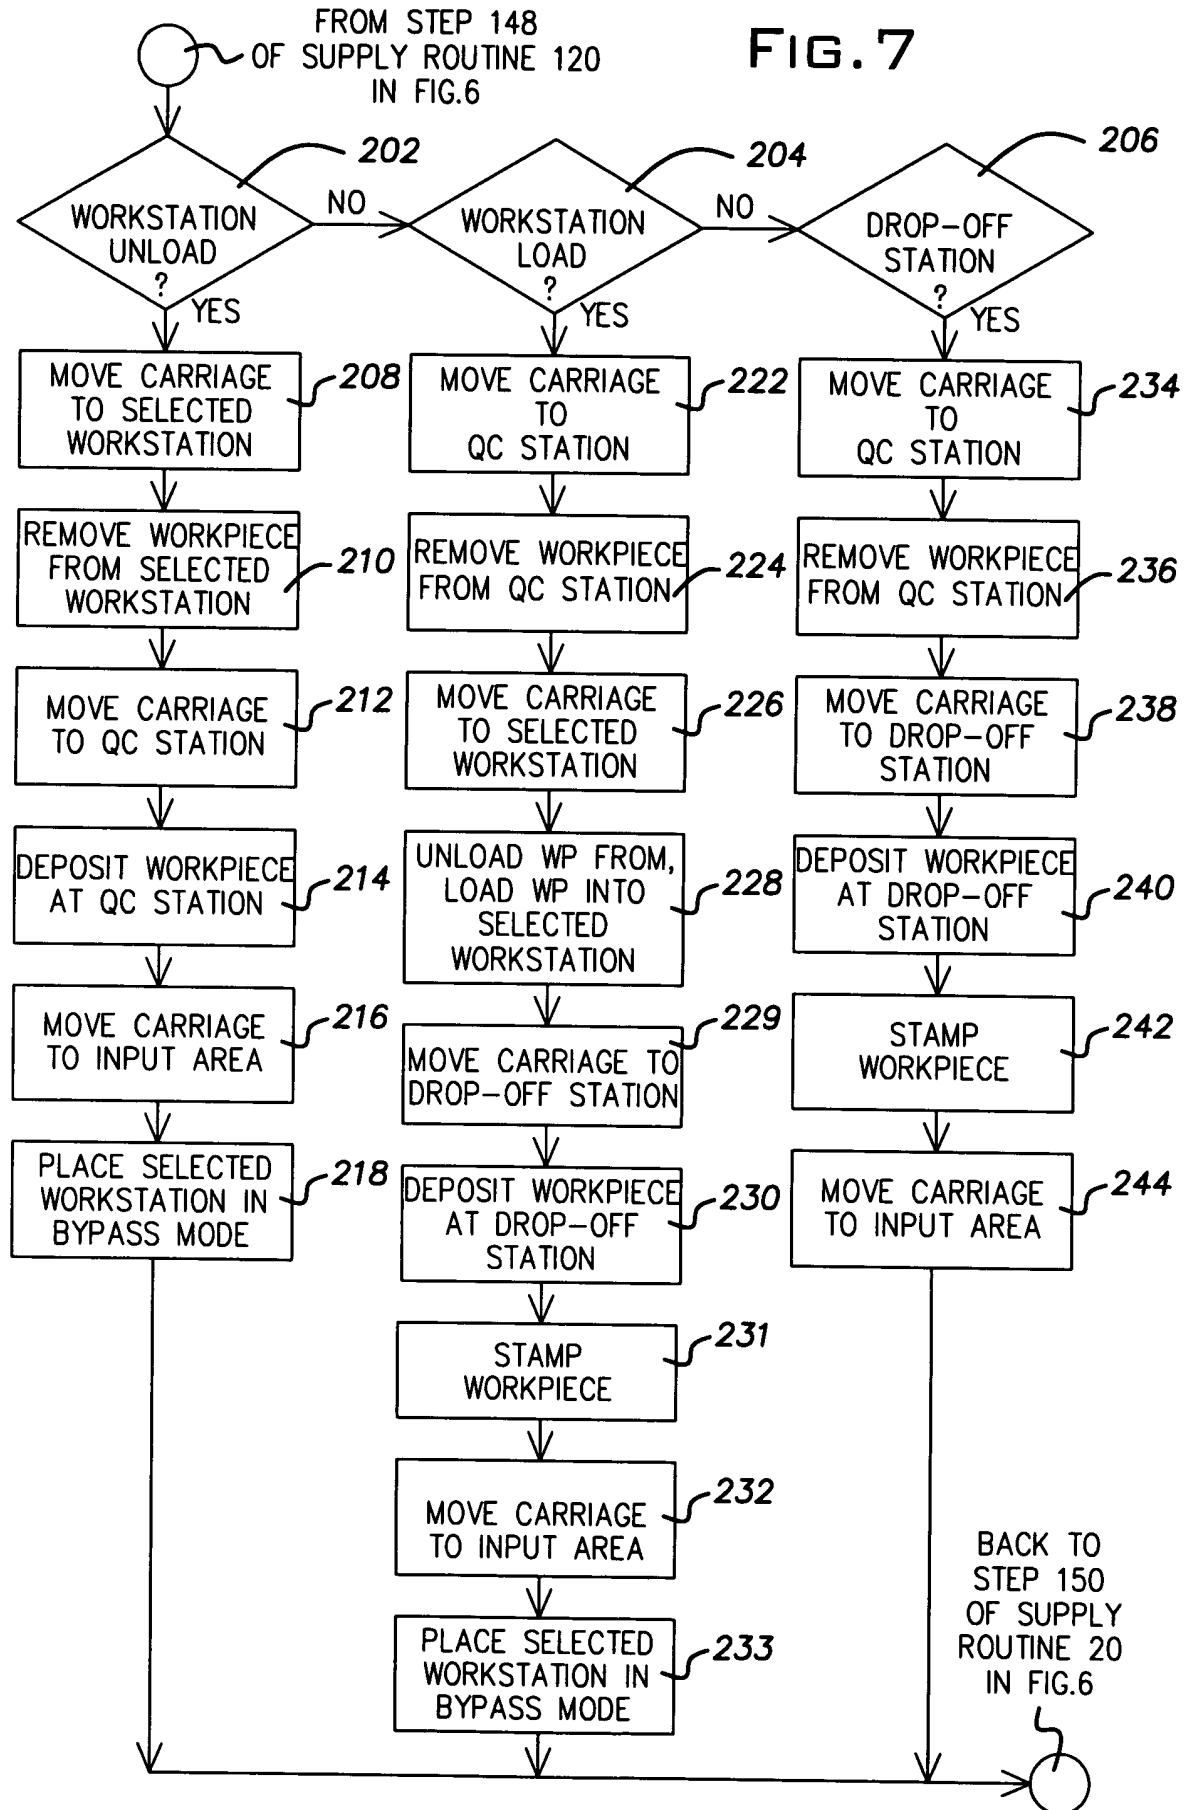 FROM STEP 148
OF SUPPLY ROUTINE 120
IN FIG.6
FIG. 7
202
WORKSTATION
UNLOAD
?
NO
YES
204
WORKSTATION
LOAD
?
NO
YES
206
DROP-OFF
STATION
?
YES
MOVE CARRIAGE
TO SELECTED
WORKSTATION
208
REMOVE WORKPIECE
FROM SELECTED
WORKSTATION
210
MOVE CARRIAGE
TO QC STATION
212
DEPOSIT WORKPIECE
AT QC STATION
214
MOVE CARRIAGE
TO INPUT AREA
216
PLACE SELECTED
WORKSTATION IN
BYPASS MODE
218
MOVE CARRIAGE
TO
QC STATION
222
REMOVE WORKPIECE
FROM QC STATION
224
MOVE CARRIAGE
TO SELECTED
WORKSTATION
226
UNLOAD WP FROM,
LOAD WP INTO
SELECTED
WORKSTATION
228
MOVE CARRIAGE TO
DROP-OFF STATION
229
DEPOSIT WORKPIECE
AT DROP-OFF
STATION
230
STAMP
WORKPIECE
231
MOVE CARRIAGE
TO INPUT AREA
232
PLACE SELECTED
WORKSTATION IN
BYPASS MODE
233
MOVE CARRIAGE
TO
QC STATION
234
REMOVE WORKPIECE
FROM QC STATION
236
MOVE CARRIAGE
TO DROP-OFF
STATION
238
DEPOSIT WORKPIECE
AT DROP-OFF
STATION
240
STAMP
WORKPIECE
242
MOVE CARRIAGE
TO INPUT AREA
244
BACK TO
STEP 150
OF SUPPLY
ROUTINE 20
IN FIG.6